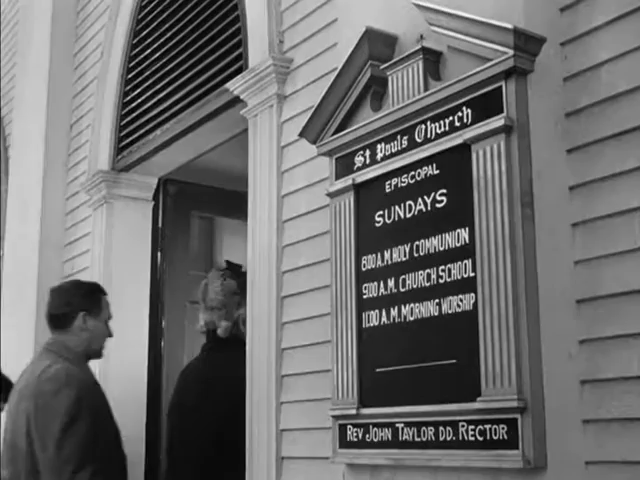 St Pauls Church
EPISCOPAL
SUNDAYS
8:00 A.M. HOLY COMMUNION
9:00 A.M. CHURCH SCHOOL
11:00 A.M. MORNING WORSHIP
REV JOHN TAYLOR DD. RECTOR